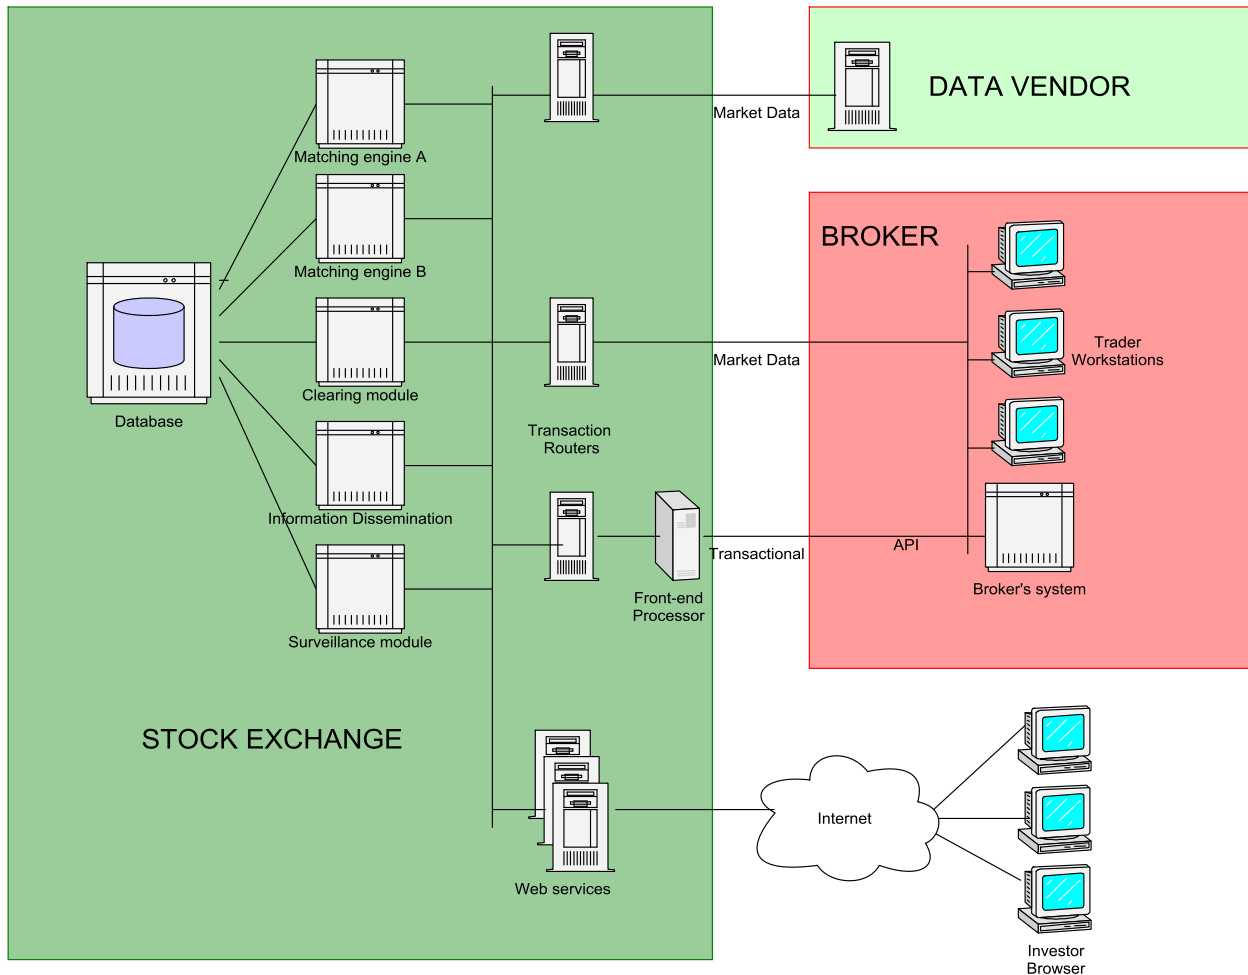 DATA VENDOR
Market Data
Matching engine A
BROKER
Matching engine B
Trader
Workstations
Market Data
Clearing module
Database
Transaction
Routers
Information Dissemination
Transactional
API
Front-end
Processor
Broker's system
Surveillance module
STOCK EXCHANGE
Internet
Web services
Investor
Browser